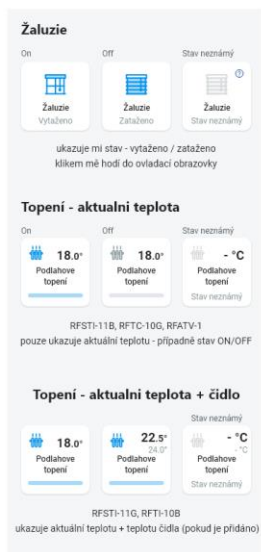 Žaluzie
On Off Stav neznámý
Žaluzie Žaluzie Žaluzie
Vytaženo Zataženo Stav neznámý
ukazuje mi stav - vytaženo / zataženo
klikem mě hodí do ovladací obrazovky
Topení - aktualni teplota
On Off Stav neznámý
18.0° 18.0° - °C
Podlahove Podlahove Podlahove
topení topení topení
Stav neznámý
RFSTI-11B, RFTC-10G, RFATV-1
pouze ukazuje aktuální teplotu - případně stav ON/OFF
Topení - aktualni teplota + čidlo
Stav neznámý
18.0° 22.5° - °C
24.0° - °C
Podlahove Podlahove Podlahove
topení topení topení
Stav neznámý
RFSTI-11G, RFTI-10B
ukazuje aktuální teplotu + teplotu čidla (pokud je přidáno)